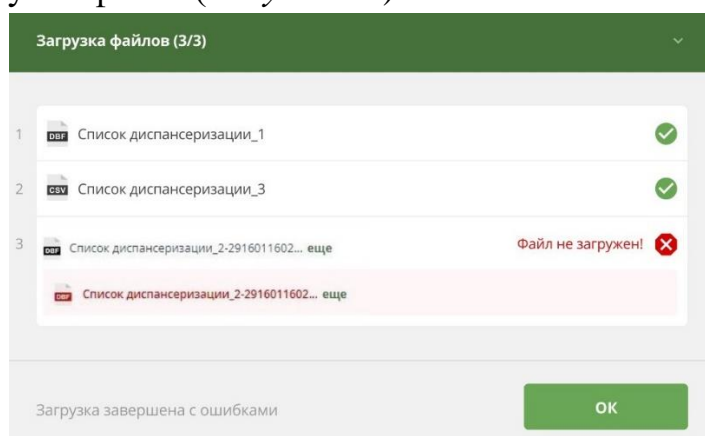 Загрузка файлов (3/3)
1 DBF Список диспансеризации_1
2 CSV Список диспансеризации_3
3 DBF Список диспансеризации_2-2916011602... еще Файл не загружен!
DBF Список диспансеризации_2-2916011602... еще
Загрузка завершена с ошибками
ОК